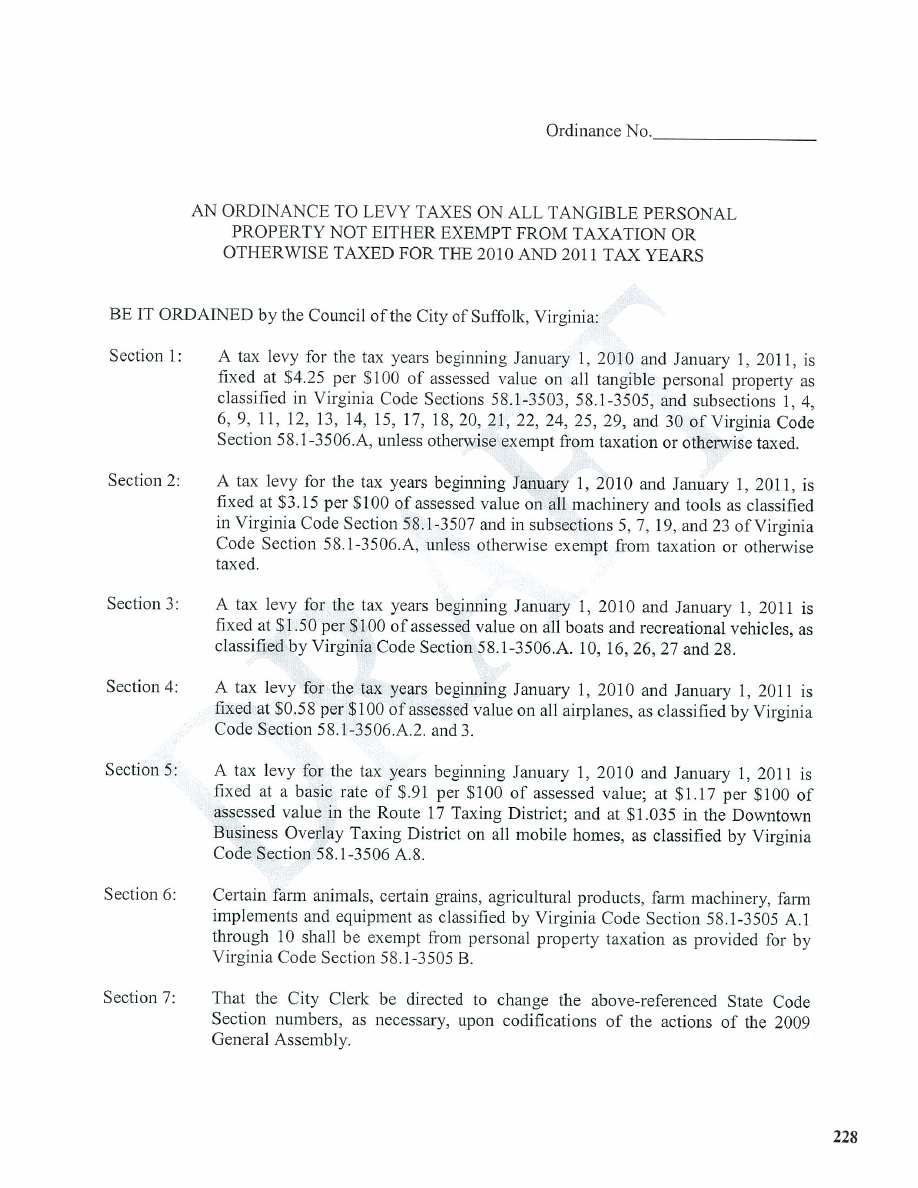 Ordinance No.
AN ORDINANCE TO LEVY TAXES ON ALL TANGIBLE PERSONAL
PROPERTY NOT EITHER EXEMPT FROM TAXATION OR
OTHERWISE TAXED FOR THE 2010 AND 2011 TAX YEARS
BE IT ORDAINED by the Council of the City of Suffolk, Virginia:
Section 1: A tax levy for the tax years beginning January 1, 2010 and January 1, 2011, is
fixed at $4.25 per $100 of assessed value on all tangible personal property as
classified in Virginia Code Sections 58.1-3503, 58.1-3505, and subsections 1, 4,
6, 9, 11, 12, 13, 14, 15, 17, 18, 20, 21, 22, 24, 25, 29, and 30 of Virginia Code
Section 58.1-3506.A, unless otherwise exempt from taxation or otherwise taxed.
Section 2: A tax levy for the tax years beginning January 1, 2010 and January 1, 2011, is
fixed at $3.15 per $100 of assessed value on all machinery and tools as classified
in Virginia Code Section 58.1-3507 and in subsections 5, 7, 19, and 23 of Virginia
Code Section 58.1-3506.A, unless otherwise exempt from taxation or otherwise
taxed.
Section 3: A tax levy for the tax years beginning January 1, 2010 and January 1, 2011 is
fixed at $1.50 per $100 of assessed value on all boats and recreational vehicles, as
classified by Virginia Code Section 58.1-3506.A. 10, 16, 26, 27 and 28.
Section 4: A tax levy for the tax years beginning January 1, 2010 and January 1, 2011 is
fixed at $0.58 per $100 of assessed value on all airplanes, as classified by Virginia
Code Section 58.1-3506.A.2. and 3.
Section 5: A tax levy for the tax years beginning January 1, 2010 and January 1, 2011 is
fixed at a basic rate of $.91 per $100 of assessed value; at $1.17 per $100 of
assessed value in the Route 17 Taxing District; and at $1.035 in the Downtown
Business Overlay Taxing District on all mobile homes, as classified by Virginia
Code Section 58.1-3506 A.8.
Section 6: Certain farm animals, certain grains, agricultural products, farm machinery, farm
implements and equipment as classified by Virginia Code Section 58.1-3505 A.1
through 10 shall be exempt from personal property taxation as provided for by
Virginia Code Section 58.1-3505 B.
Section 7: That the City Clerk be directed to change the above-referenced State Code
Section numbers, as necessary, upon codifications of the actions of the 2009
General Assembly.
DRAFT
228